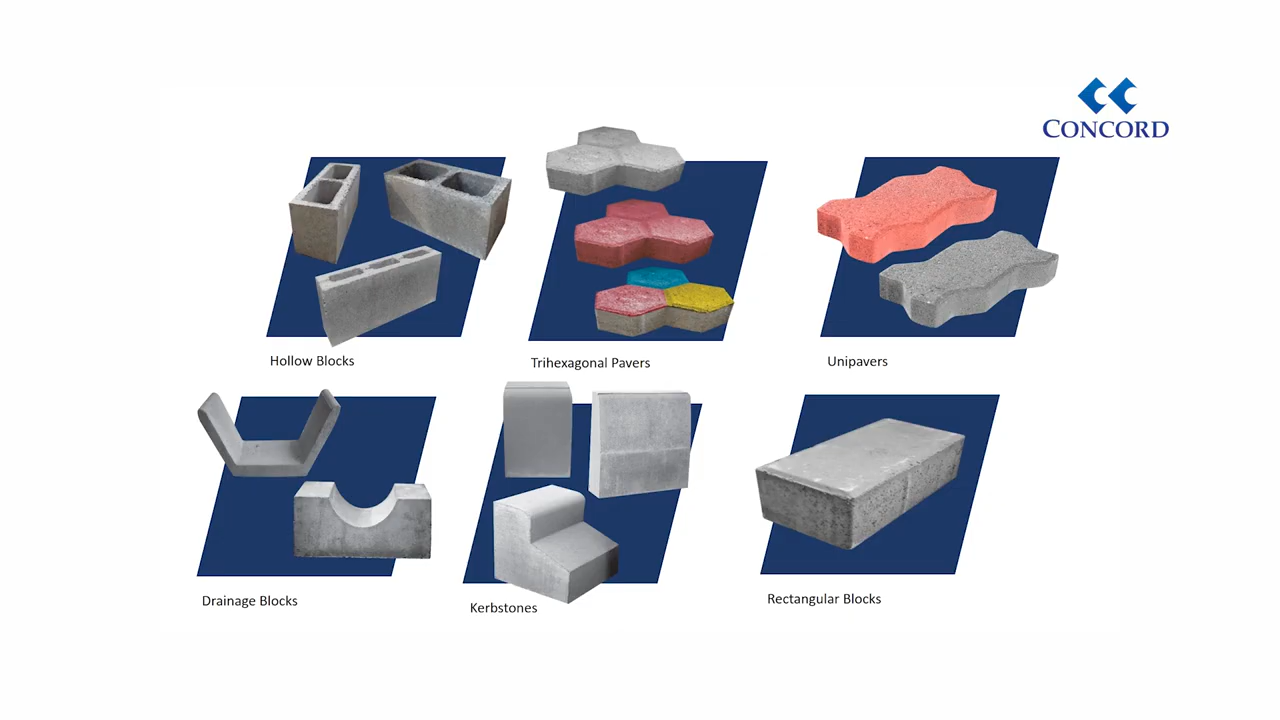 CONCORD
Hollow Blocks
Trihexagonal Pavers
Unipavers
Drainage Blocks
Kerbstones
Rectangular Blocks